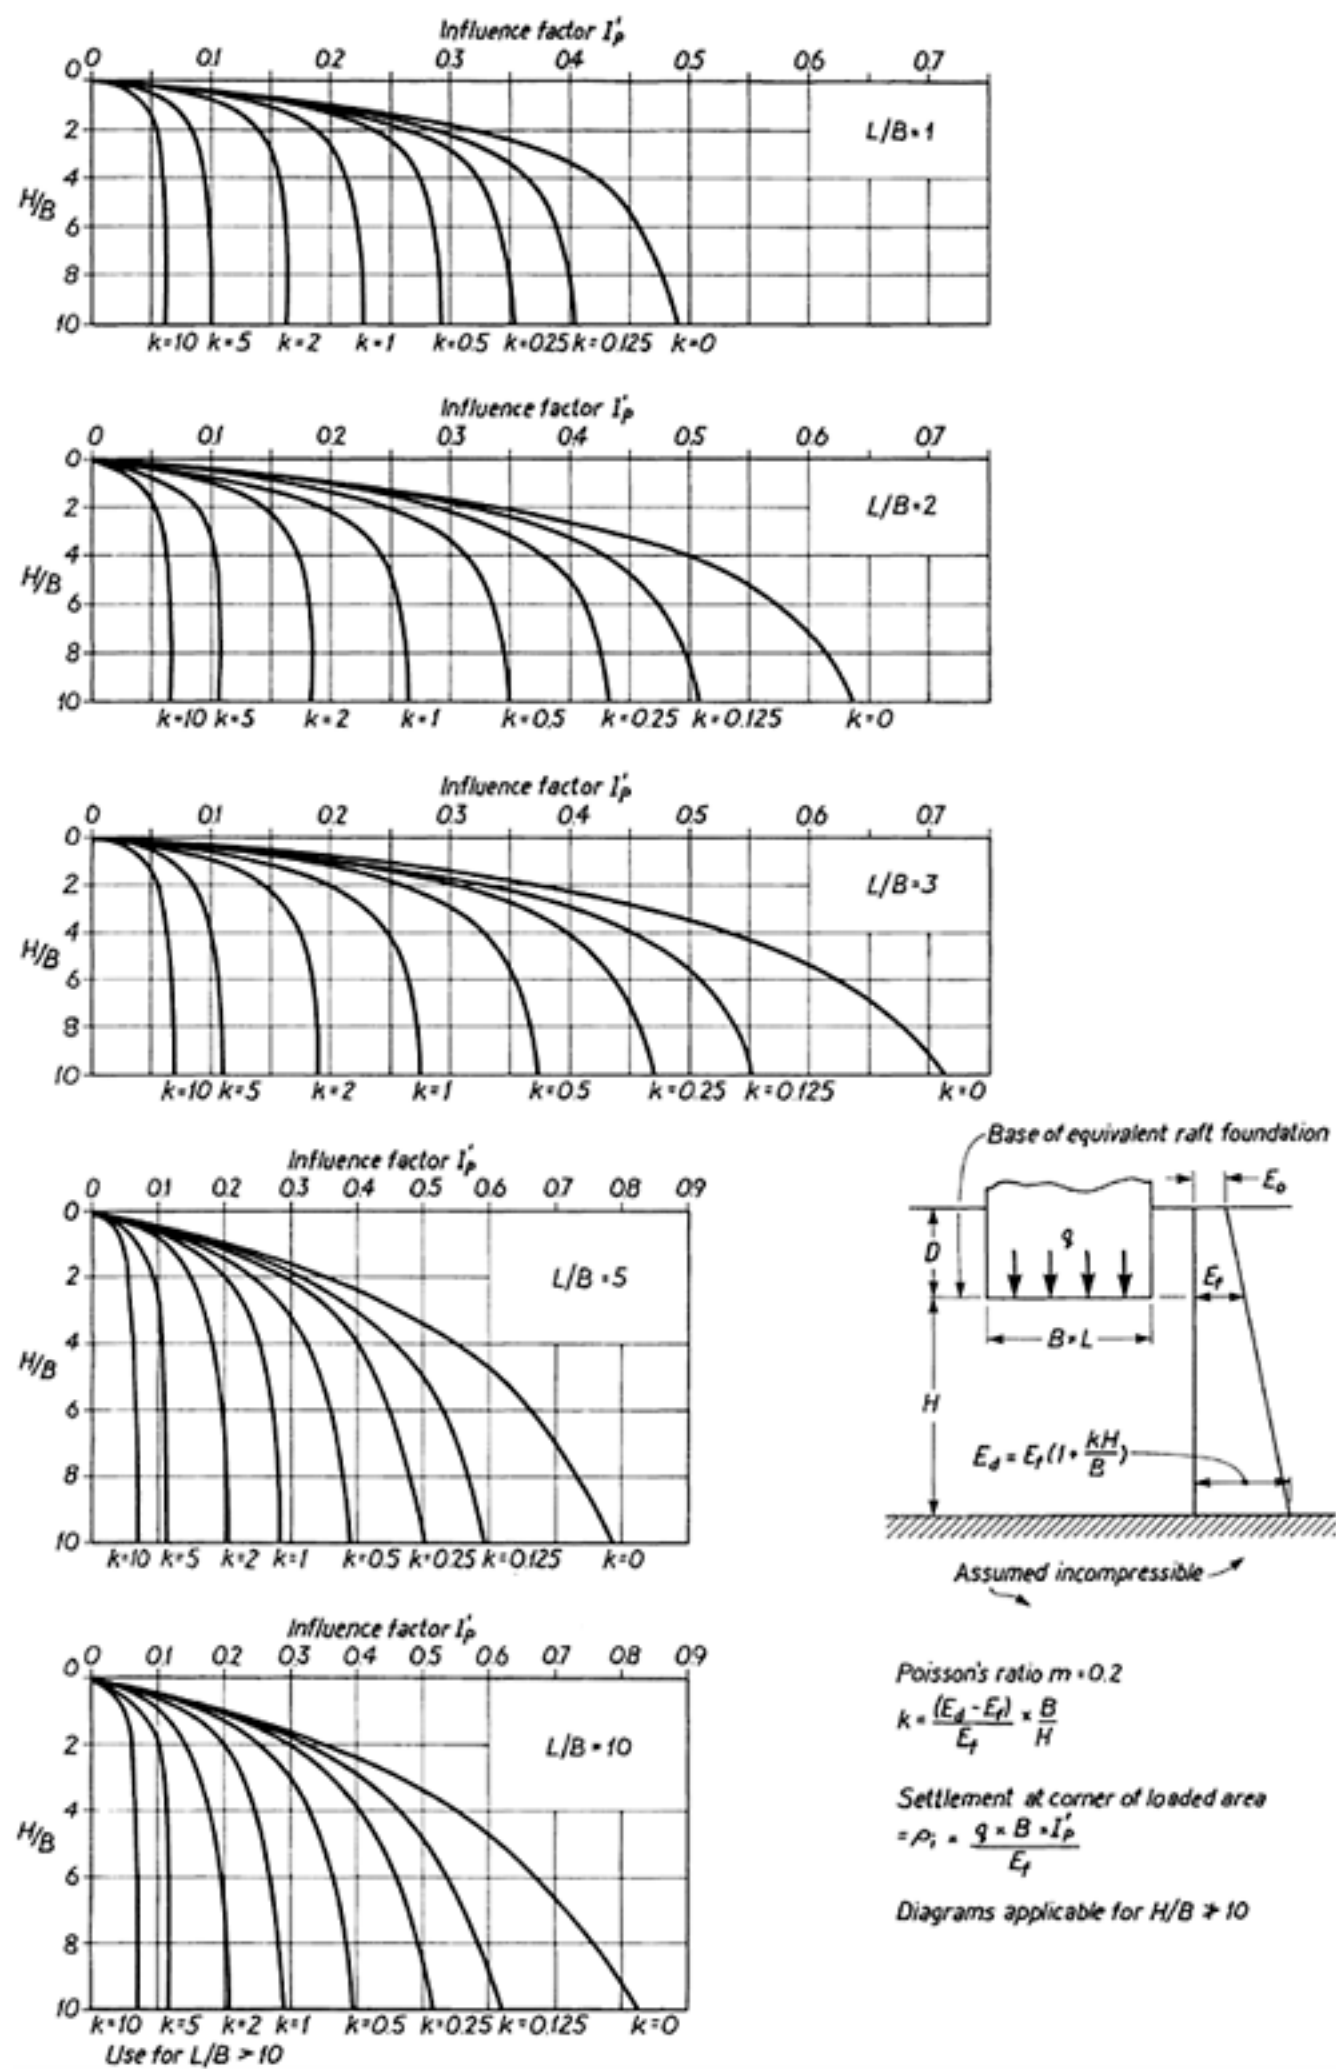 Influence factor I'p
0 0.1 0.2 0.3 0.4 0.5 0.6 0.7
0
2
4
6
8
10
H/B
L/B=1
k=10 k=5 k=2 k=1 k=0.5 k=0.25 k=0.125 k=0
Influence factor I'p
0 0.1 0.2 0.3 0.4 0.5 0.6 0.7
0
2
4
6
8
10
H/B
L/B=2
k=10 k=5 k=2 k=1 k=0.5 k=0.25 k=0.125 k=0
Influence factor I'p
0 0.1 0.2 0.3 0.4 0.5 0.6 0.7
0
2
4
6
8
10
H/B
L/B=3
k=10 k=5 k=2 k=1 k=0.5 k=0.25 k=0.125 k=0
Influence factor I'p
0 0.1 0.2 0.3 0.4 0.5 0.6 0.7 0.8 0.9
0
2
4
6
8
10
H/B
L/B=5
k=10 k=5 k=2 k=1 k=0.5 k=0.25 k=0.125 k=0
Base of equivalent raft foundation
E₀
D
q
Ef
B×L
H
Ed = Ef(1+kH/B)
Assumed incompressible
Influence factor I'p
0 0.1 0.2 0.3 0.4 0.5 0.6 0.7 0.8 0.9
0
2
4
6
8
10
H/B
L/B=10
k=10 k=5 k=2 k=1 k=0.5 k=0.25 k=0.125 k=0
Use for L/B >10
Poisson's ratio m=0.2
k=(Ed-Ef)/Ef × B/H
Settlement at corner of loaded area
=ρi = q×B×I'p/Ef
Diagrams applicable for H/B ≯ 10